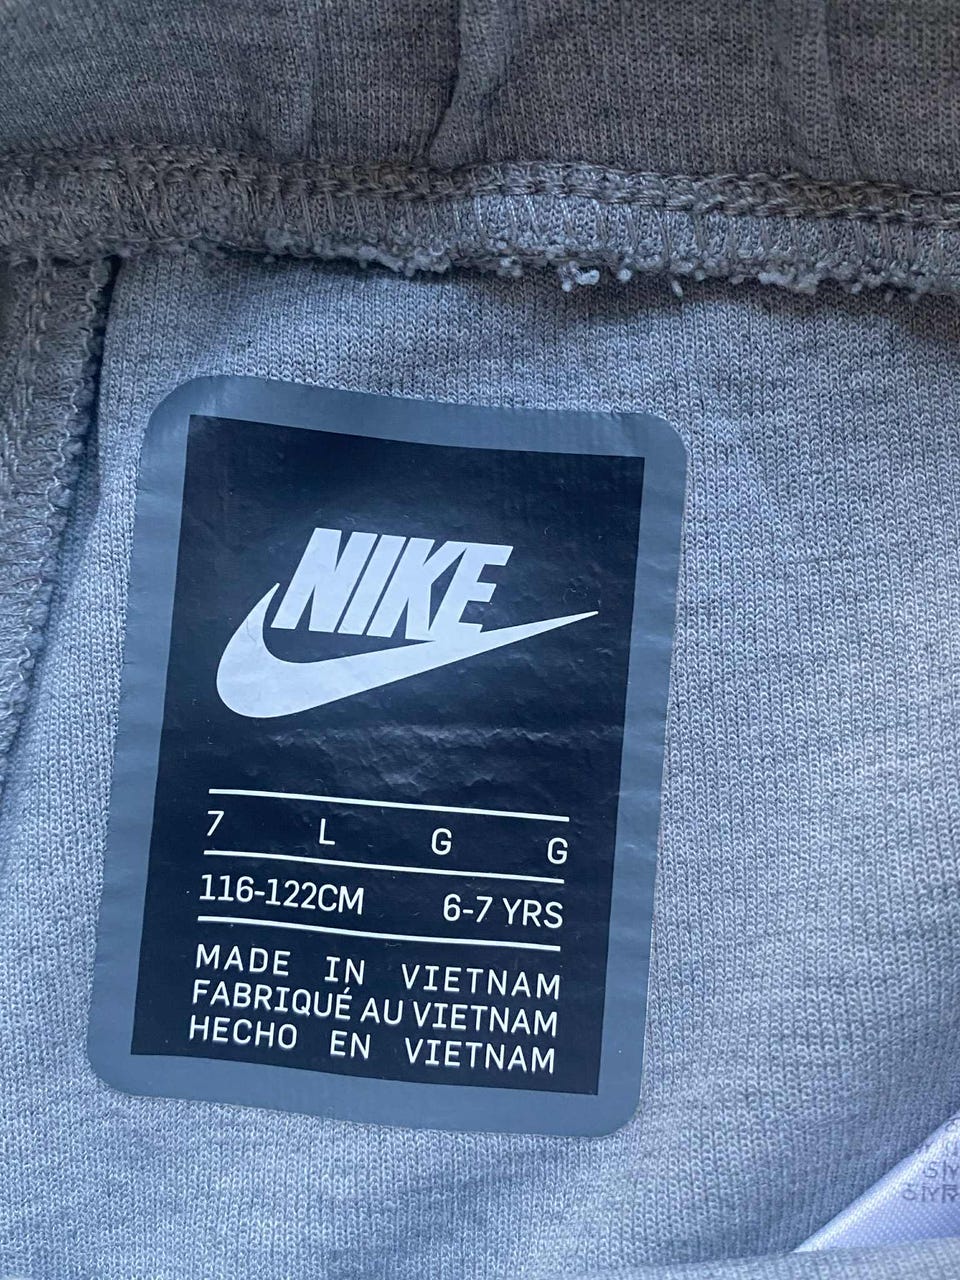 NIKE
7 L G G
116-122CM 6-7 YRS
MADE IN VIETNAM
FABRIQUÉ AU VIETNAM
HECHO EN VIETNAM